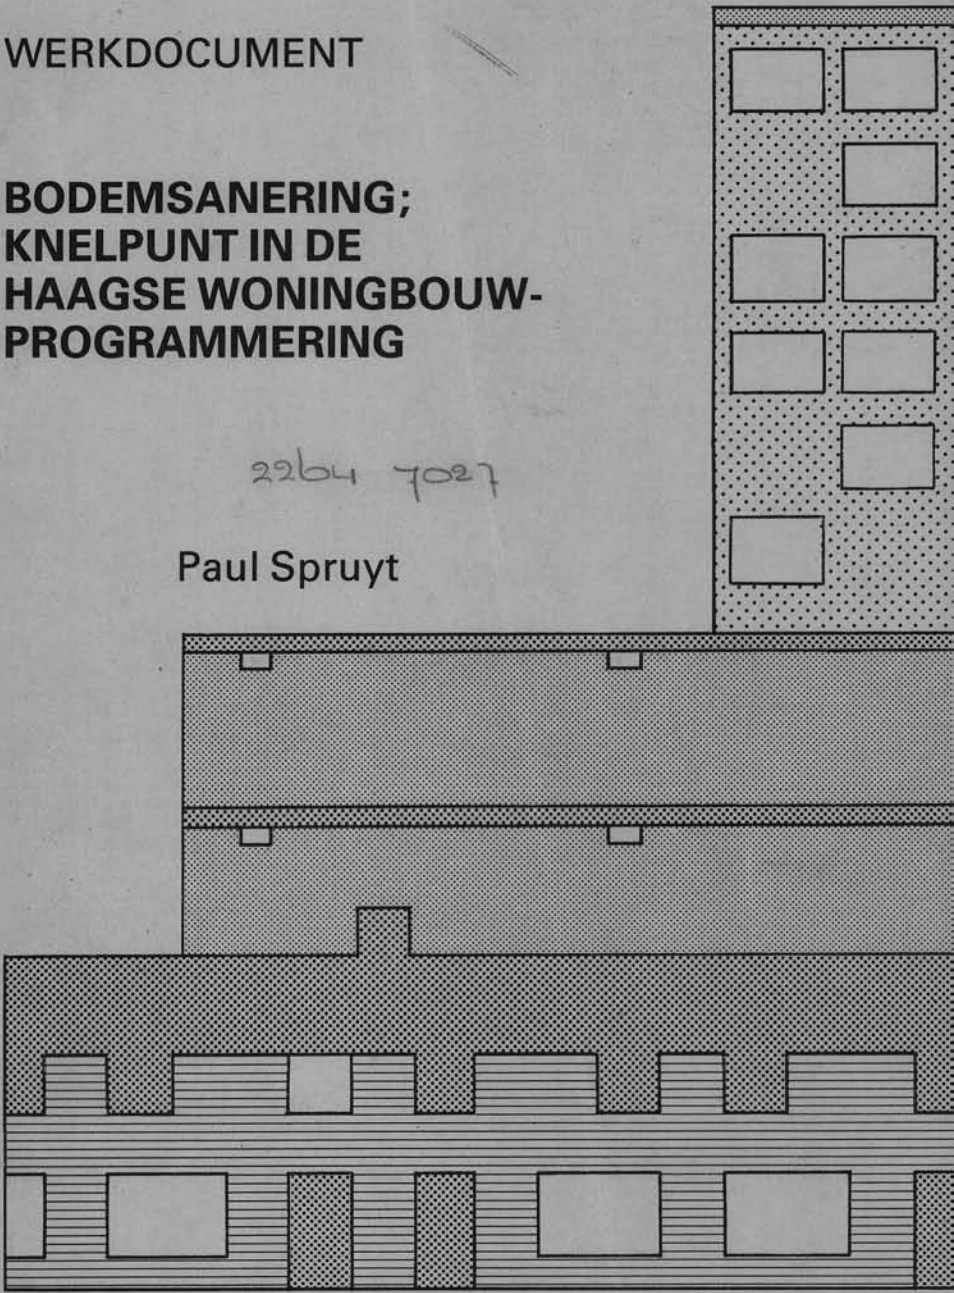 WERKDOCUMENT
BODEMSANERING;
KNELPUNT IN DE
HAAGSE WONINGBOUW-
PROGRAMMERING
2264 7027
Paul Spruyt